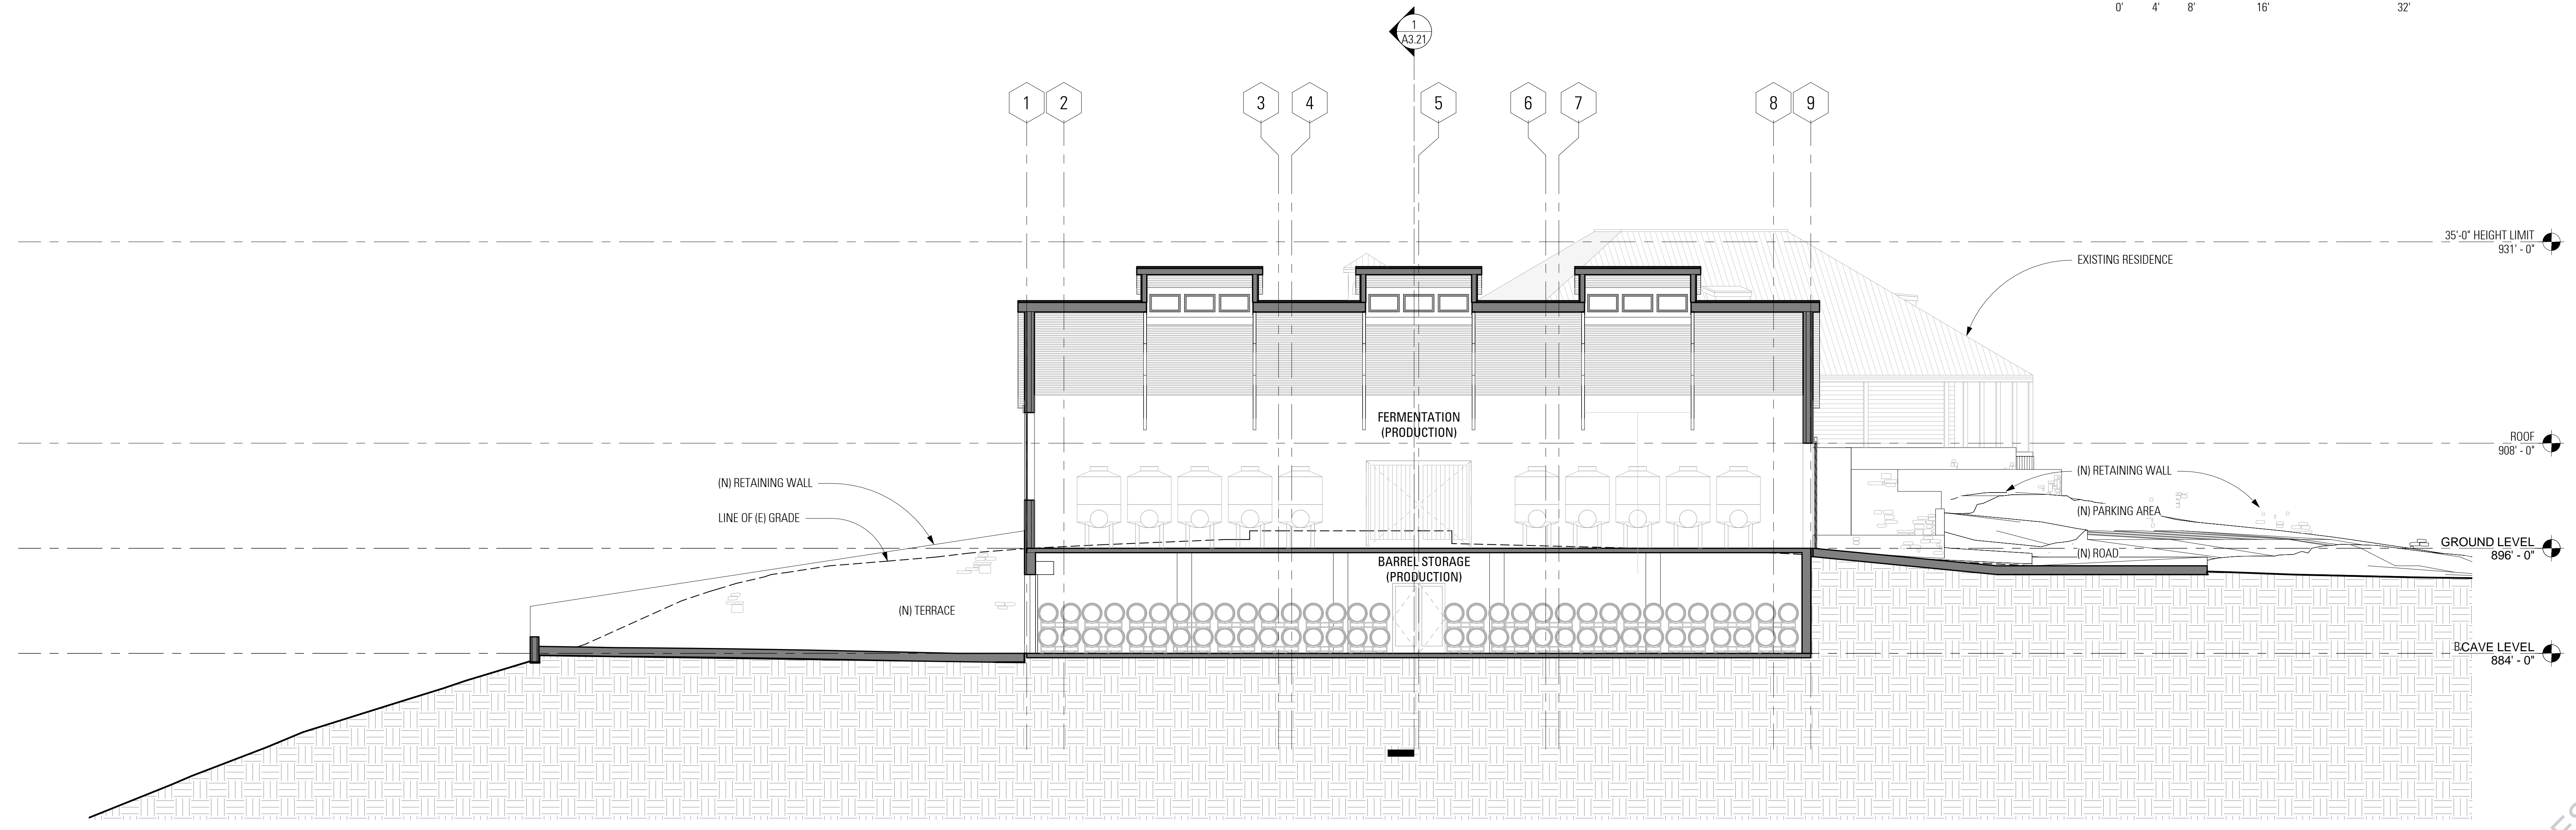 0' 4' 8' 16' 32'
1
A3.21
1 2 3 4 5 6 7 8 9
35'-0" HEIGHT LIMIT
931' - 0"
EXISTING RESIDENCE
FERMENTATION
(PRODUCTION)
ROOF
908' - 0"
(N) RETAINING WALL
(N) RETAINING WALL
LINE OF (E) GRADE
(N) PARKING AREA
GROUND LEVEL
896' - 0"
(N) ROAD
BARREL STORAGE
(PRODUCTION)
(N) TERRACE
CAVE LEVEL
884' - 0"